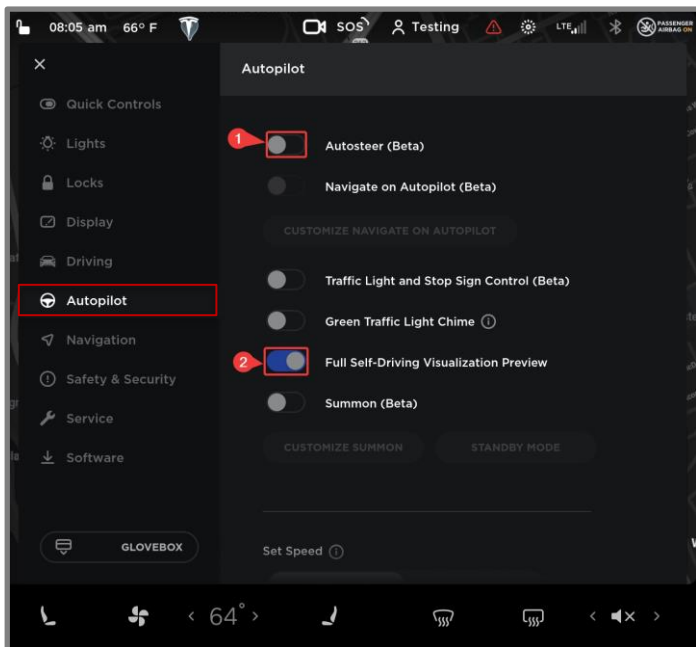 08:05 am 66° F SOS Testing LTE PASSENGER
AIRBAG ON
Autopilot
Quick Controls
Lights
Locks
Display
Driving
Autopilot
Navigation
Safety & Security
Service
Software
GLOVEBOX
1
Autosteer (Beta)
Navigate on Autopilot (Beta)
CUSTOMIZE NAVIGATE ON AUTOPILOT
Traffic Light and Stop Sign Control (Beta)
Green Traffic Light Chime
2
Full Self-Driving Visualization Preview
Summon (Beta)
CUSTOMIZE SUMMON STANDBY MODE
Set Speed
64°